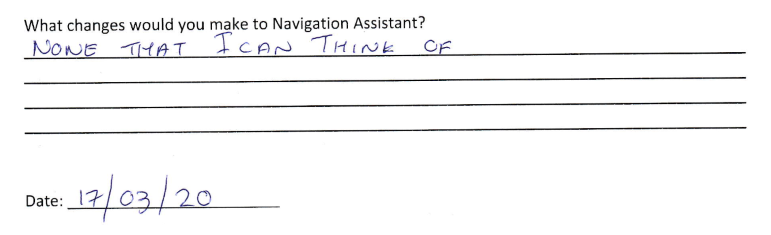 What changes would you make to Navigation Assistant?
NONE THAT I CAN THINK OF
Date: 17/03/20